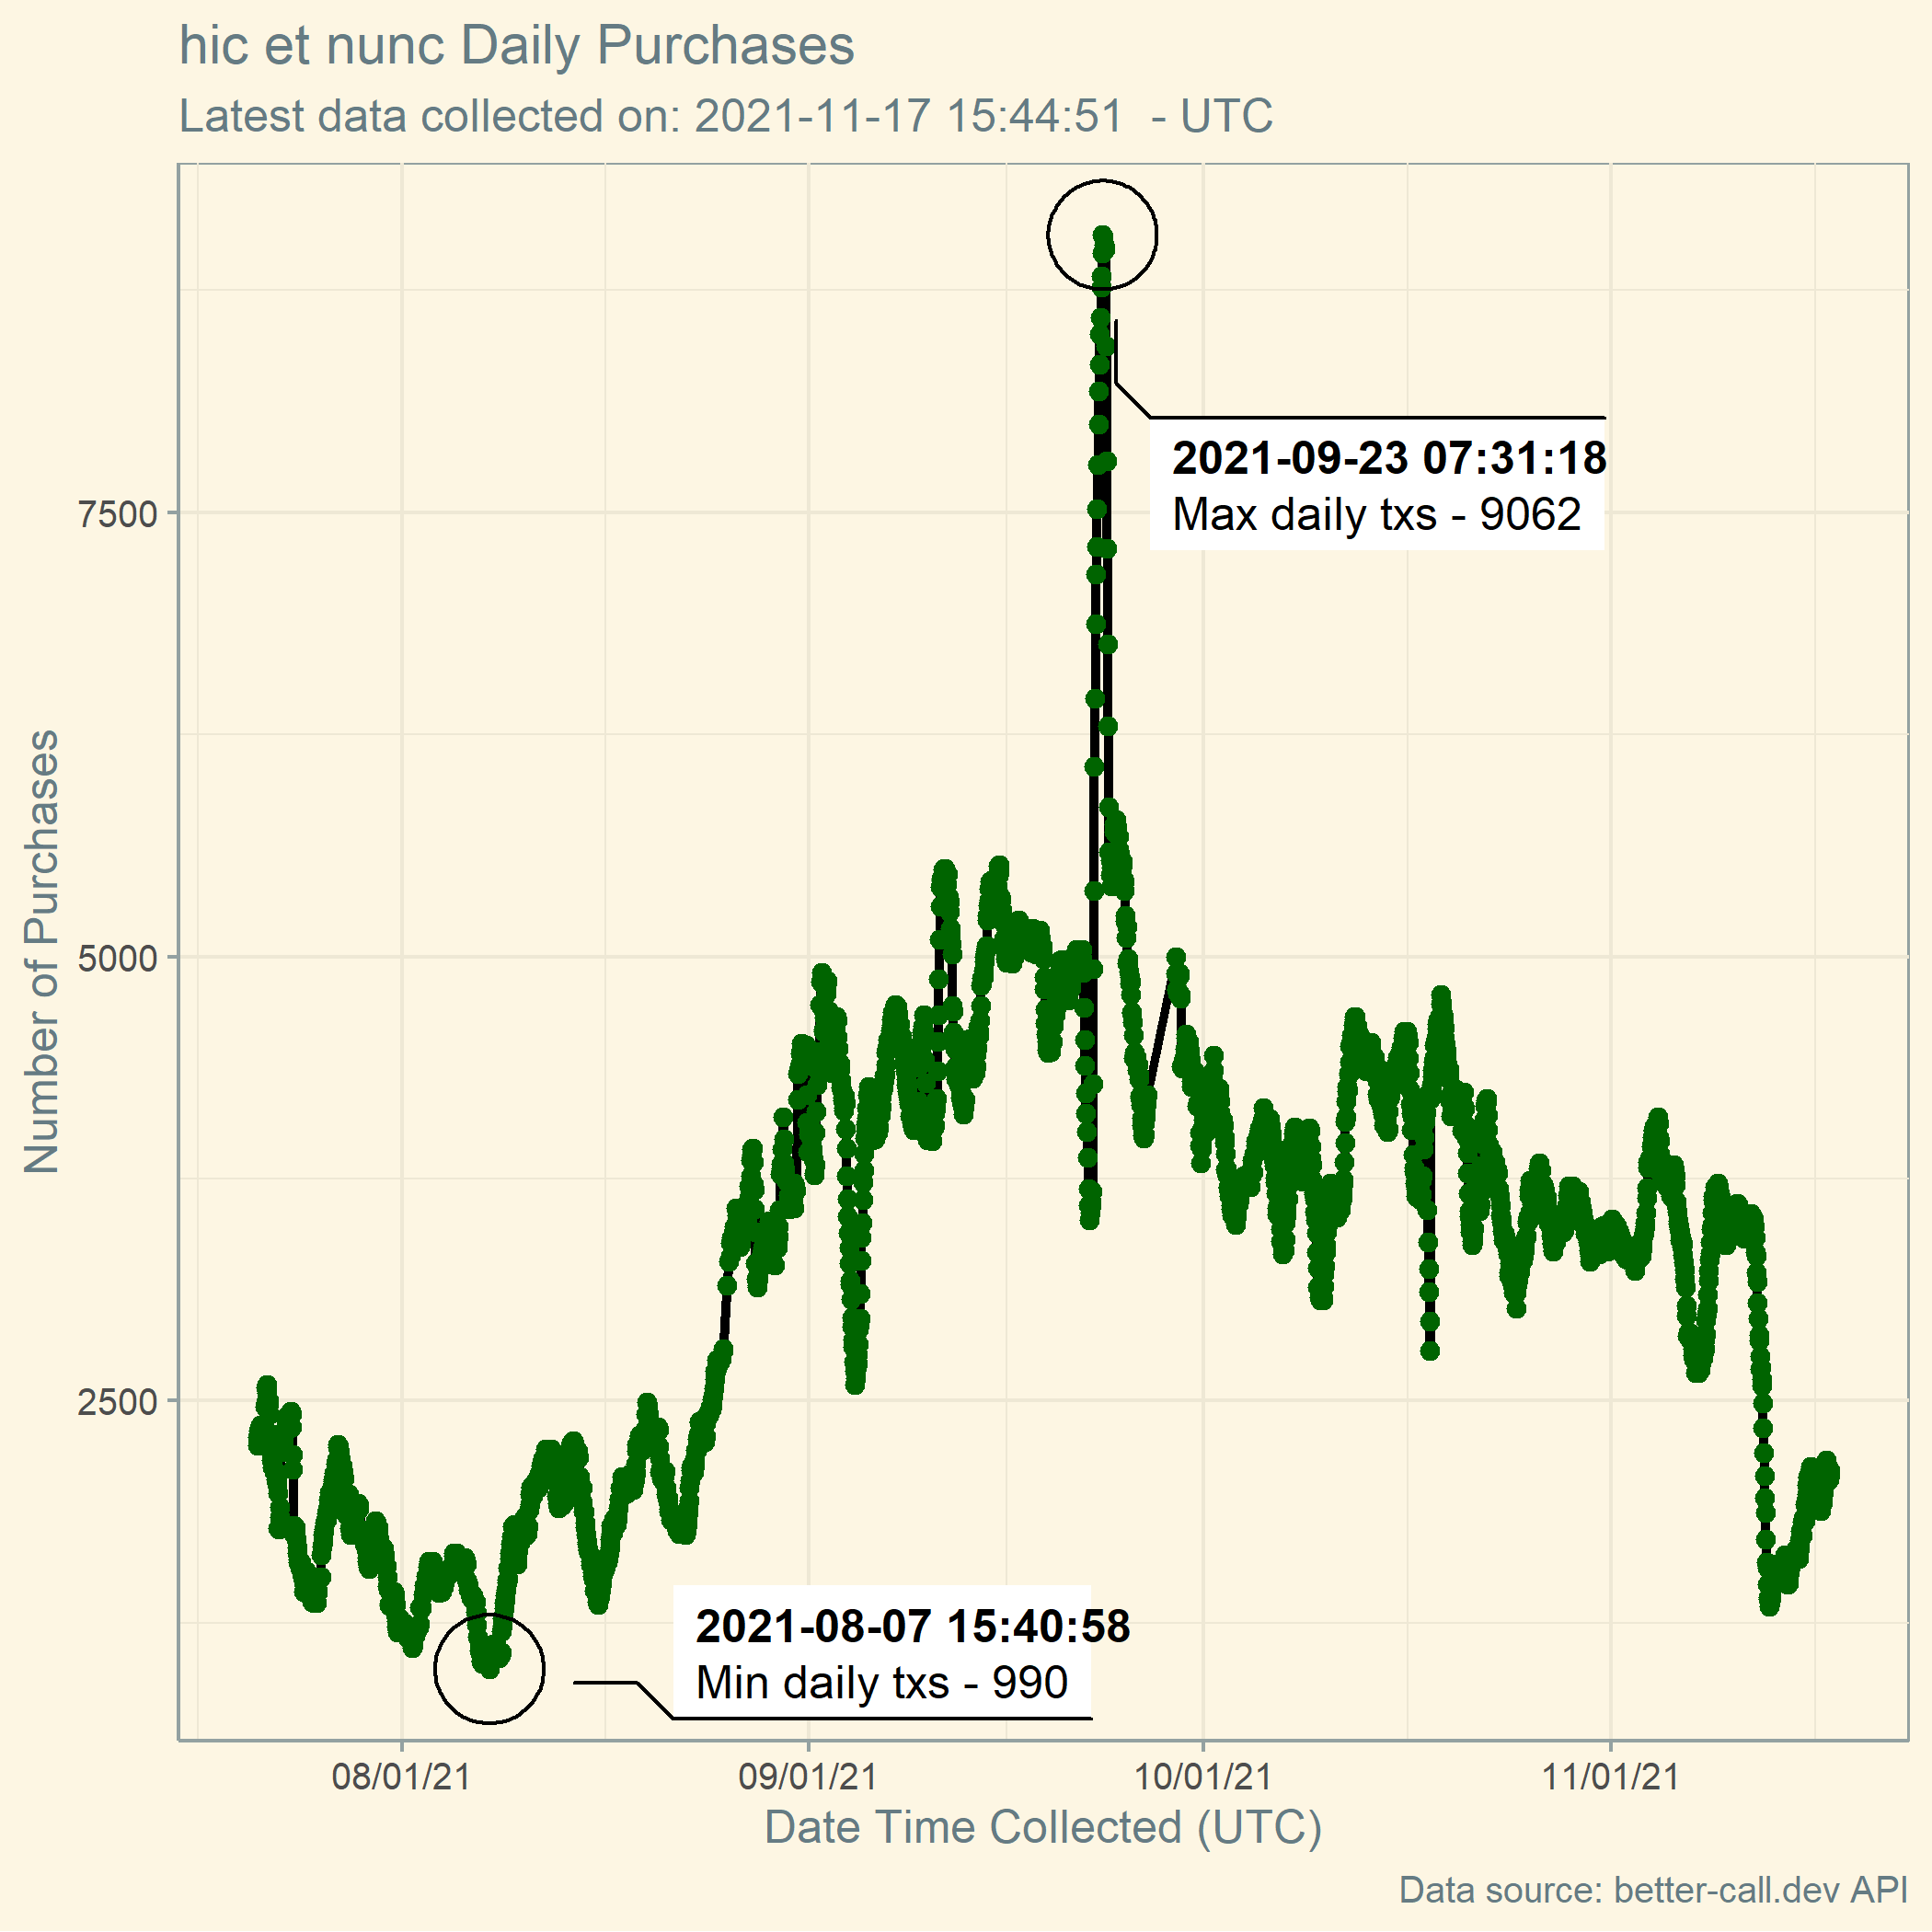 hic et nunc Daily Purchases
Latest data collected on: 2021-11-17 15:44:51 - UTC
Number of Purchases
7500
5000
2500
2021-09-23 07:31:18
Max daily txs - 9062
2021-08-07 15:40:58
Min daily txs - 990
08/01/21
09/01/21
10/01/21
11/01/21
Date Time Collected (UTC)
Data source: better-call.dev API